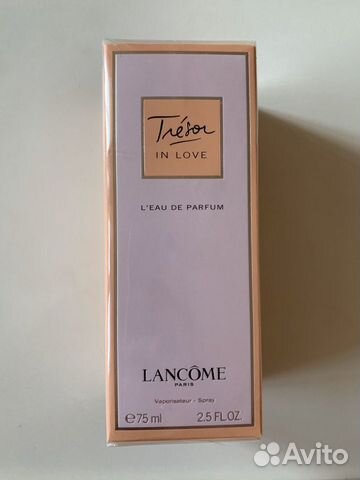 Trésor
IN LOVE
L'EAU DE PARFUM
LANCÔME
PARIS
Vaporisateur - Spray
℮75 ml 2.5 FL.OZ.
Avito